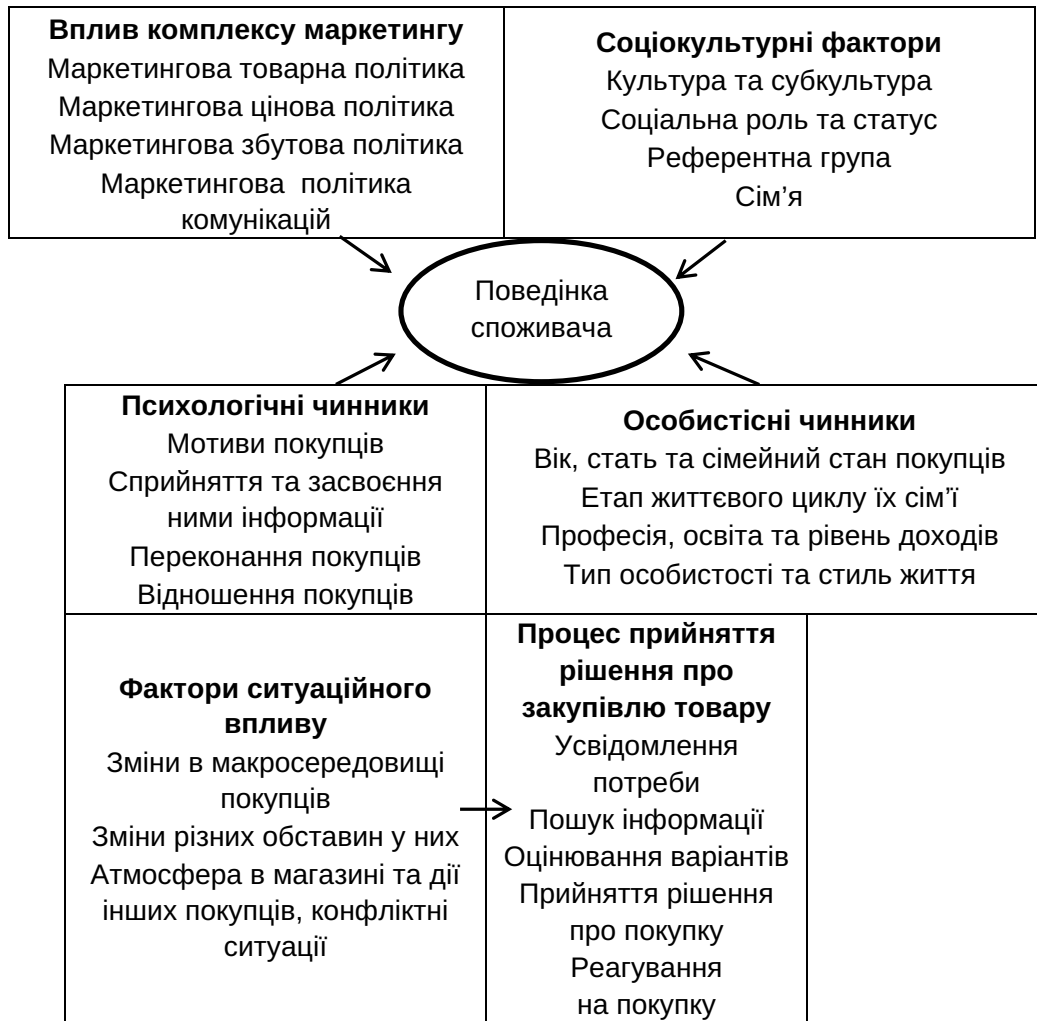 Вплив комплексу маркетингу
Маркетингова товарна політика
Маркетингова цінова політика
Маркетингова збутова політика
Маркетингова політика
комунікацій
Соціокультурні фактори
Культура та субкультура
Соціальна роль та статус
Референтна група
Сім’я
Поведінка
споживача
Психологічні чинники
Мотиви покупців
Сприйняття та засвоєння
ними інформації
Переконання покупців
Відношення покупців
Особистісні чинники
Вік, стать та сімейний стан покупців
Етап життєвого циклу їх сім’ї
Професія, освіта та рівень доходів
Тип особистості та стиль життя
Фактори ситуаційного
впливу
Зміни в макросередовищі
покупців
Зміни різних обставин у них
Атмосфера в магазині та дії
інших покупців, конфліктні
ситуації
Процес прийняття
рішення про
закупівлю товару
Усвідомлення
потреби
Пошук інформації
Оцінювання варіантів
Прийняття рішення
про покупку
Реагування
на покупку